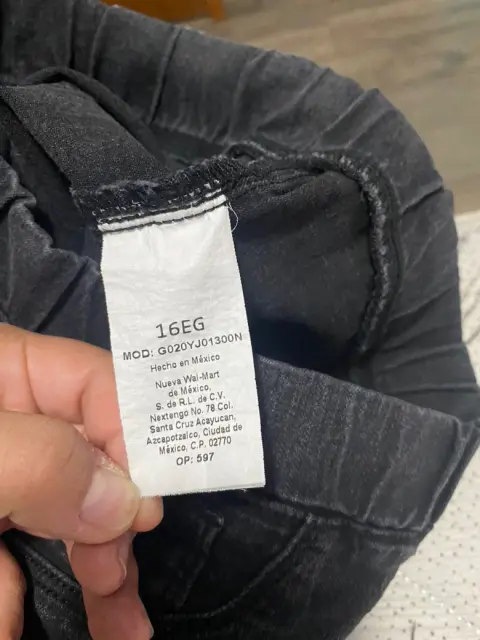 16EG
MOD: G020YJ01300N
Hecho en México
Nueva Wal-Mart
de México,
S. de R.L. de C.V.
Nextengo No. 78 Col.
Santa Cruz Acayucan,
Azcapotzalco, Ciudad de
México, C.P. 02770
OP: 597